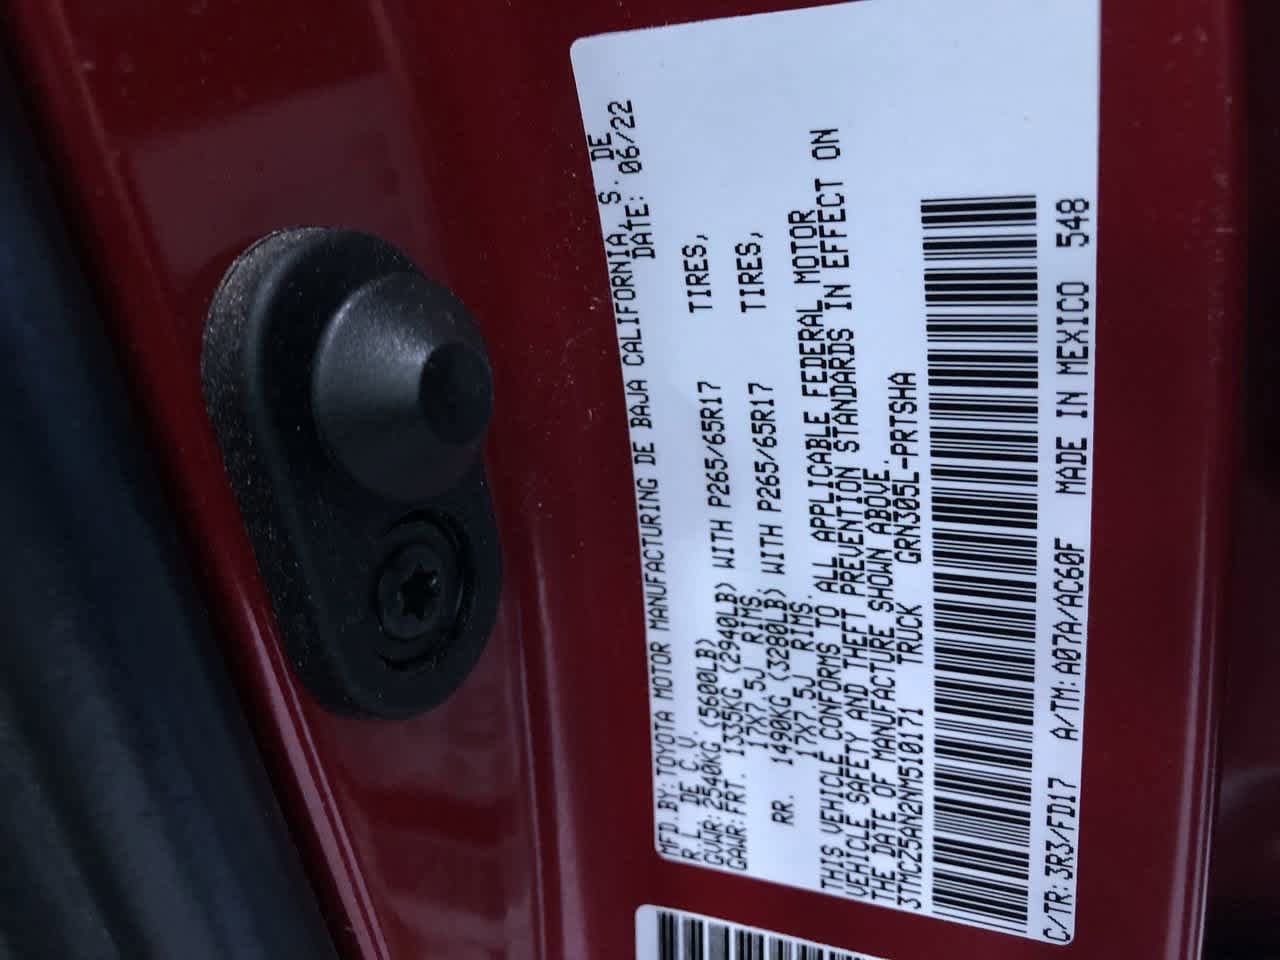 MFD.BY:TOYOTA MOTOR MANUFACTURING DE BAJA CALIFORNIA, S. DE
R.L. DE C.V. DATE: 06/22
GVWR:2540KG (5600LB)
GAWR:FRT. 1335KG (2940LB) WITH P265/65R17 TIRES,
17X7.5J RIMS
RR. 1490KG (3280LB) WITH P265/65R17 TIRES,
17X7.5J RIMS.
THIS VEHICLE CONFORMS TO ALL APPLICABLE FEDERAL MOTOR
VEHICLE SAFETY AND THEFT PREVENTION STANDARDS IN EFFECT ON
THE DATE OF MANUFACTURE SHOWN ABOVE.
3TMCZ5AN2NM510171 TRUCK GRN305L-PRTSHA
C/TR:3R3/FD17 A/TM:A07A/AC60F MADE IN MEXICO 548